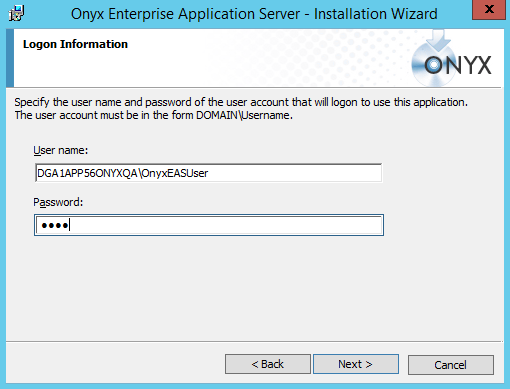 Onyx Enterprise Application Server - Installation Wizard
x
Logon Information
ONYX
Specify the user name and password of the user account that will logon to use this application.
The user account must be in the form DOMAIN\Username.
User name:
DGA1APP56ONYXQA\OnyxEASUser
Password:
●●●●
< Back
Next >
Cancel